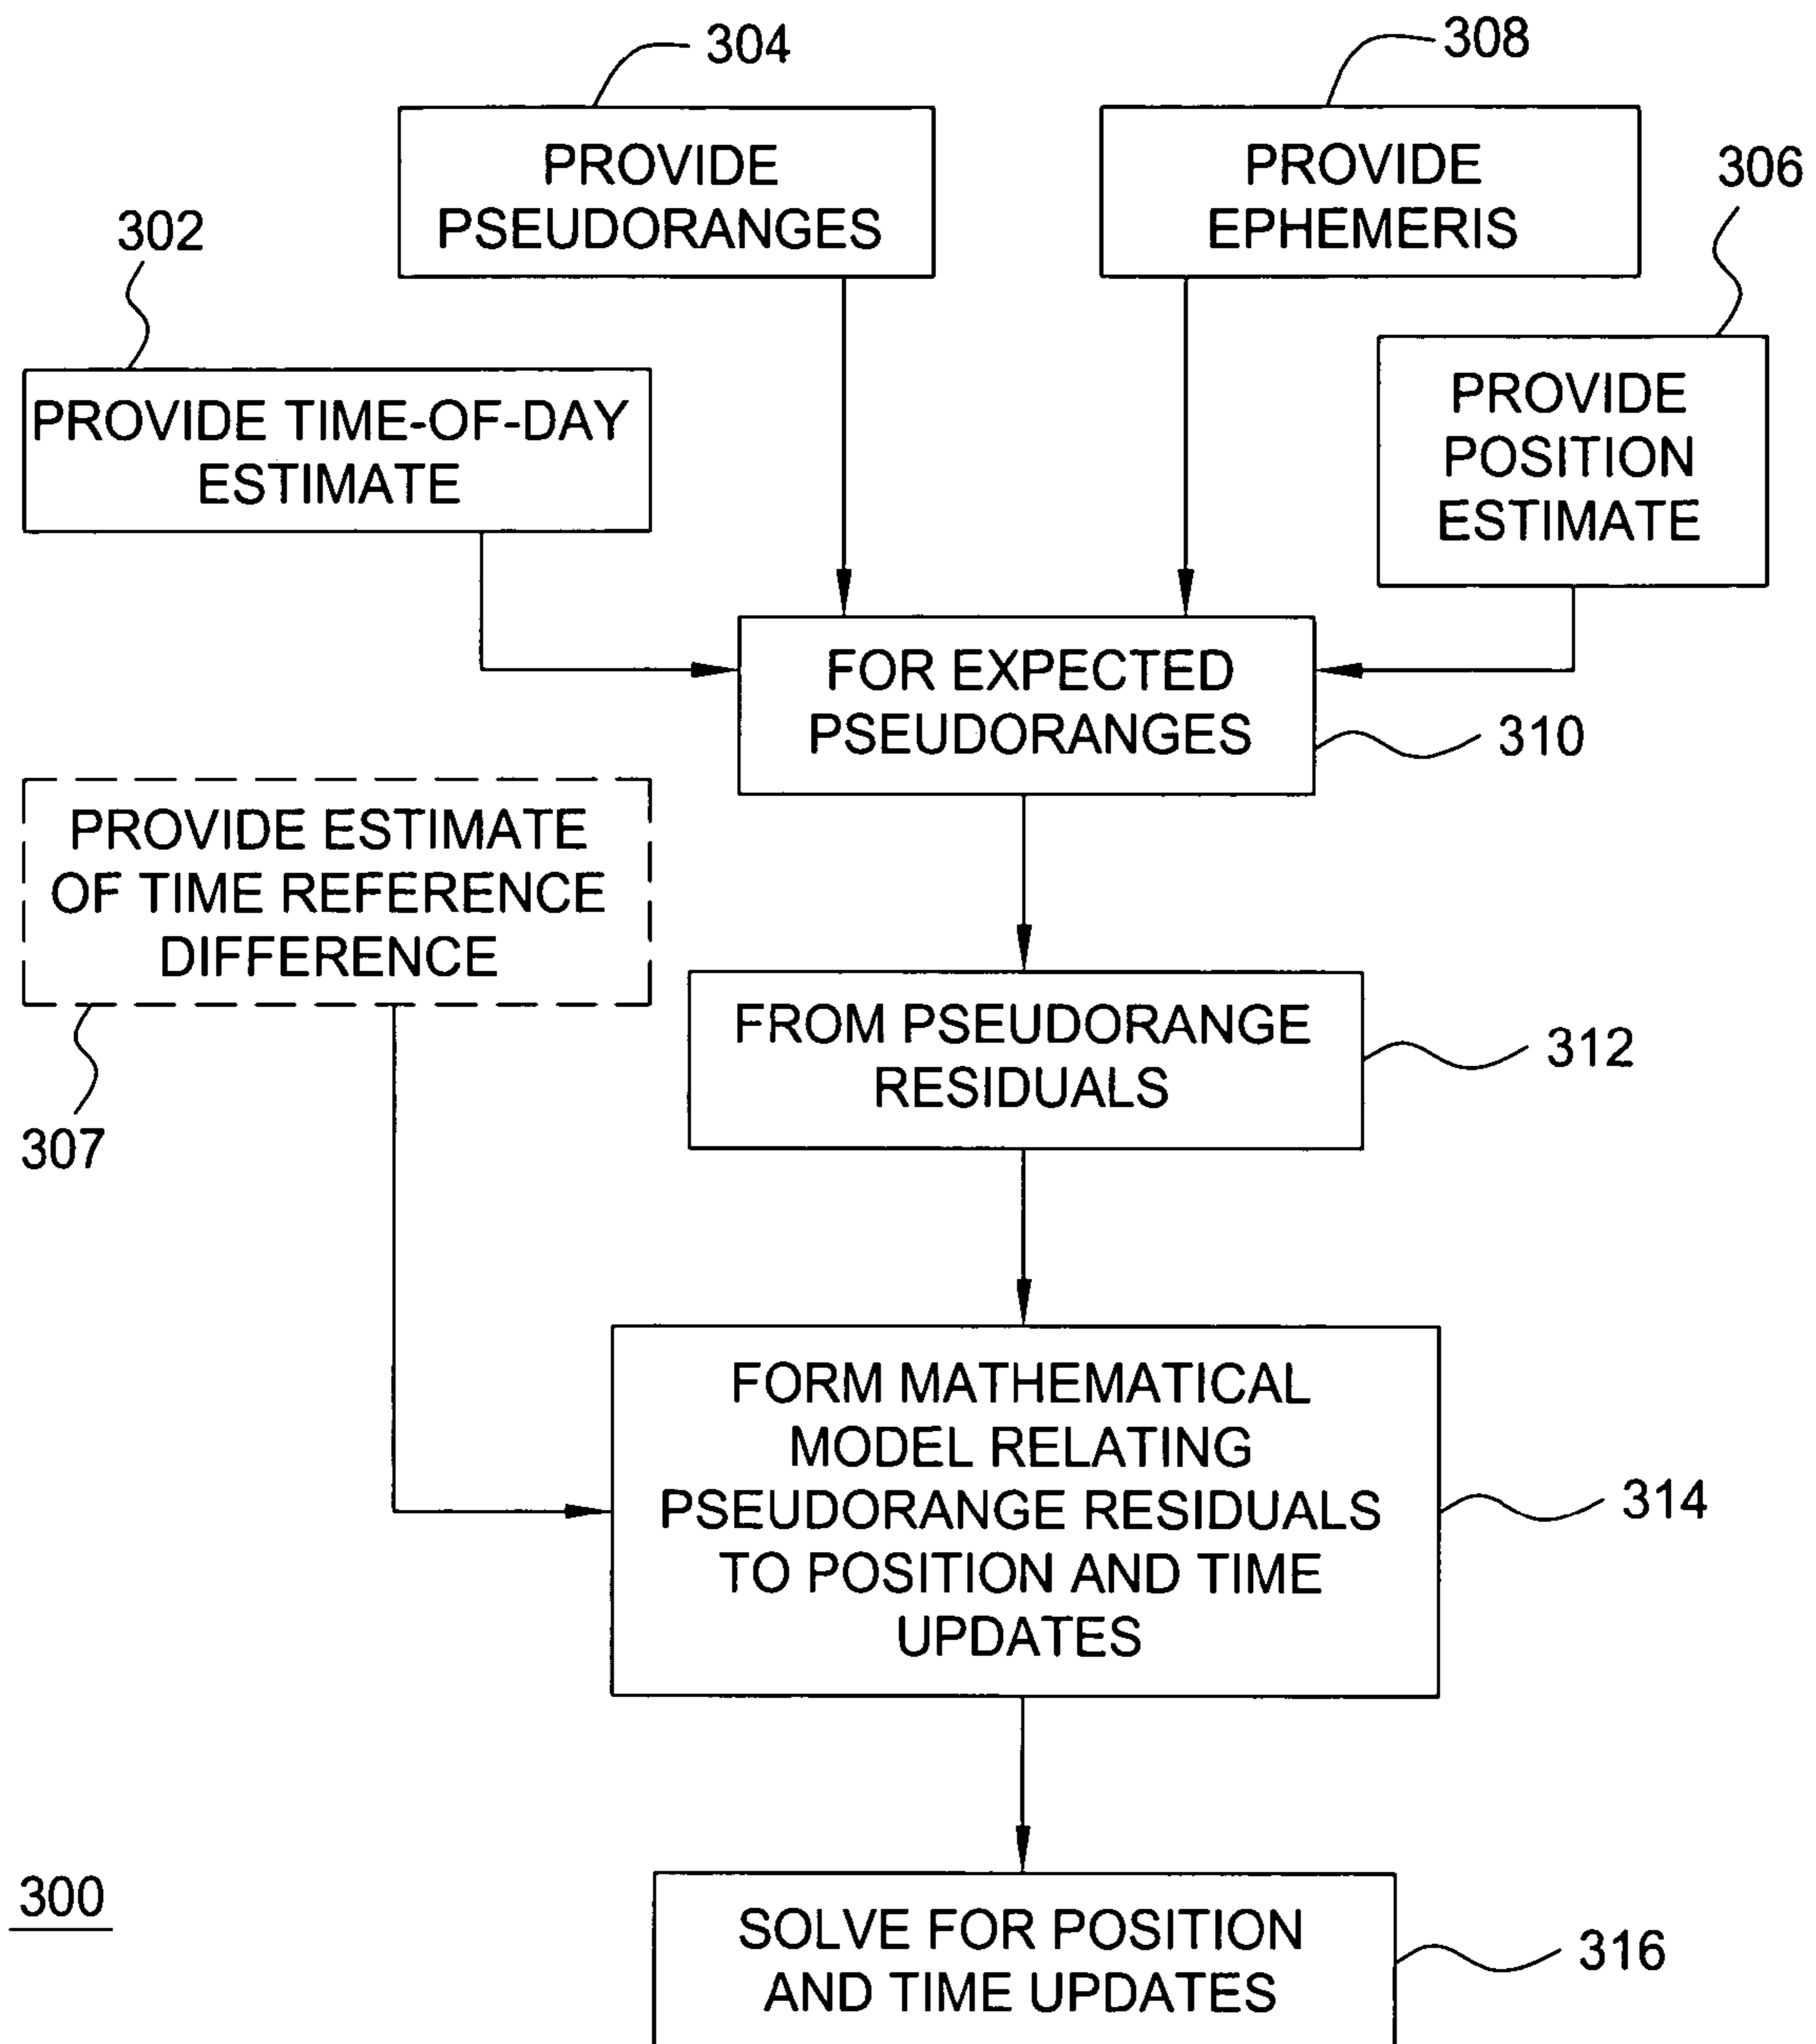 304
308
PROVIDE
PSEUDORANGES
PROVIDE
EPHEMERIS
306
302
PROVIDE TIME-OF-DAY
ESTIMATE
PROVIDE
POSITION
ESTIMATE
FOR EXPECTED
PSEUDORANGES
310
PROVIDE ESTIMATE
OF TIME REFERENCE
DIFFERENCE
307
FROM PSEUDORANGE
RESIDUALS
312
FORM MATHEMATICAL
MODEL RELATING
PSEUDORANGE RESIDUALS
TO POSITION AND TIME
UPDATES
314
300
SOLVE FOR POSITION
AND TIME UPDATES
316